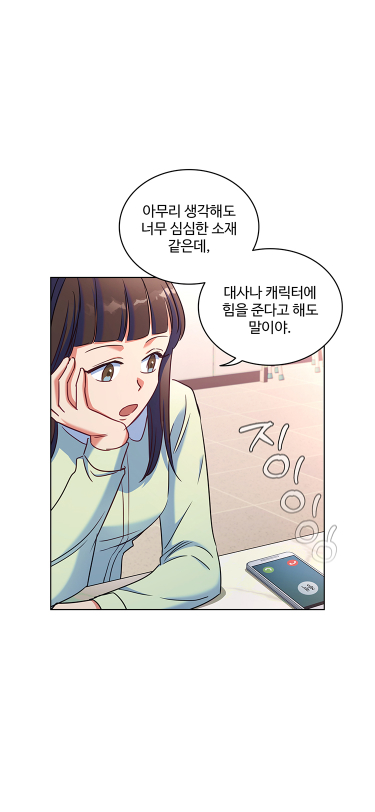 아무리 생각해도
너무 심심한 소재
같은데,
대사나 캐릭터에
힘을 준다고 해도
말이야.
지이잉